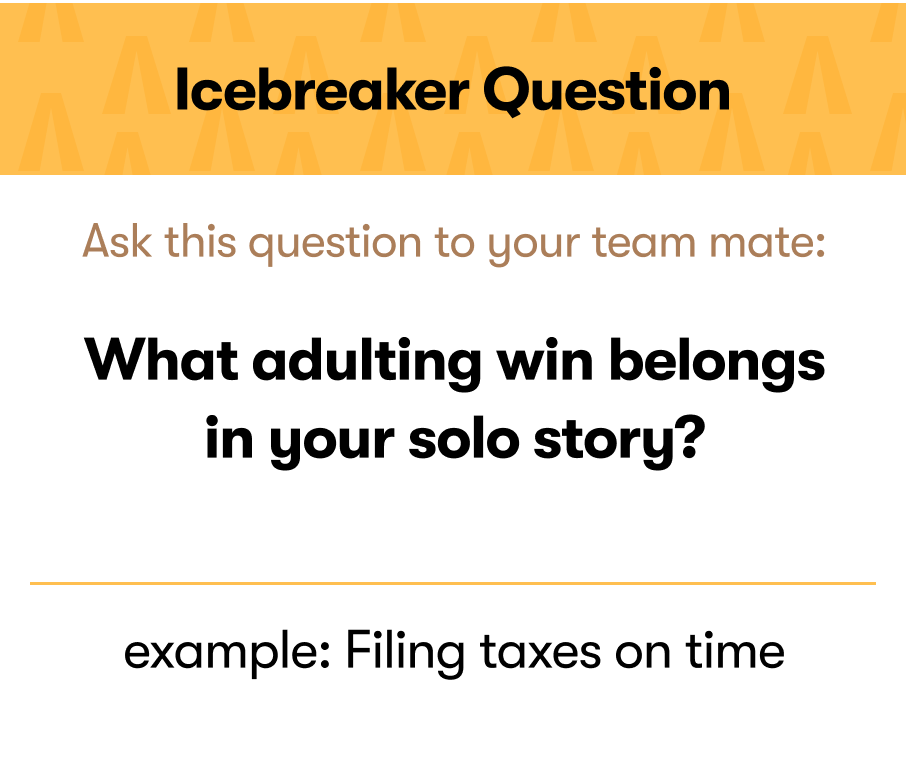 Icebreaker Question
Ask this question to your team mate:
What adulting win belongs
in your solo story?
example: Filing taxes on time